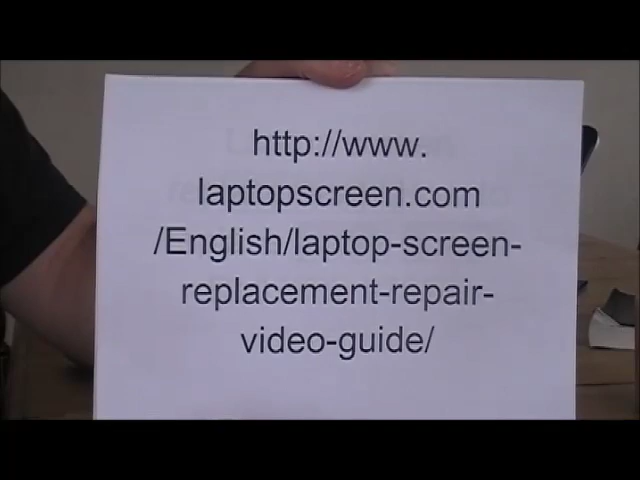 http://www.
laptopscreen.com
/English/laptop-screen-
replacement-repair-
video-guide/